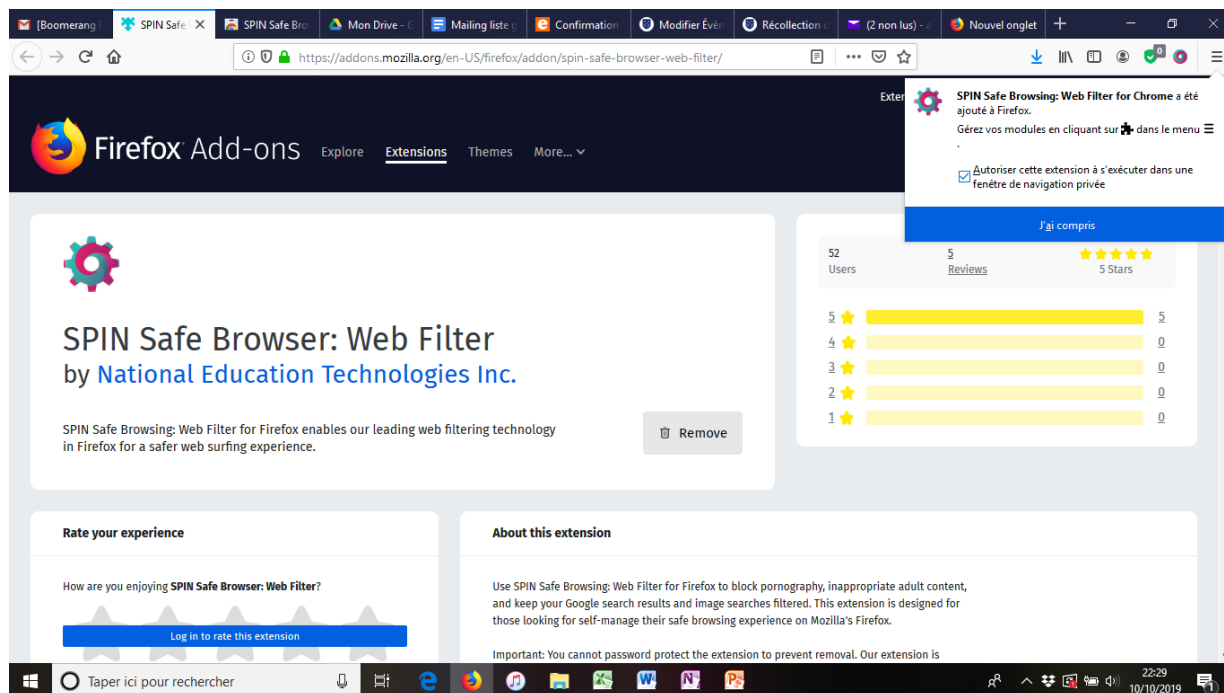 [Boomerang
SPIN Safe
SPIN Safe Bro
Mon Drive - G
Mailing liste g
Confirmation
Modifier Évèn
Récollection d
(2 non lus) - a
Nouvel onglet
https://addons.mozilla.org/en-US/firefox/addon/spin-safe-browser-web-filter/
0
SPIN Safe Browsing: Web Filter for Chrome a été
ajouté à Firefox.
Gérez vos modules en cliquant sur dans le menu
.
Autoriser cette extension à s'exécuter dans une
fenêtre de navigation privée
J'ai compris
Exter
Firefox Add-ons
Explore
Extensions
Themes
More...
SPIN Safe Browser: Web Filter
by National Education Technologies Inc.
SPIN Safe Browsing: Web Filter for Firefox enables our leading web filtering technology
in Firefox for a safer web surfing experience.
Remove
52
Users
5
Reviews
5 Stars
5 5
4 0
3 0
2 0
1 0
Rate your experience
How are you enjoying SPIN Safe Browser: Web Filter?
Log in to rate this extension
About this extension
Use SPIN Safe Browsing: Web Filter for Firefox to block pornography, inappropriate adult content,
and keep your Google search results and image searches filtered. This extension is designed for
those looking for self-manage their safe browsing experience on Mozilla's Firefox.
Important: You cannot password protect the extension to prevent removal. Our extension is
Taper ici pour rechercher
22:29
10/10/2019
1